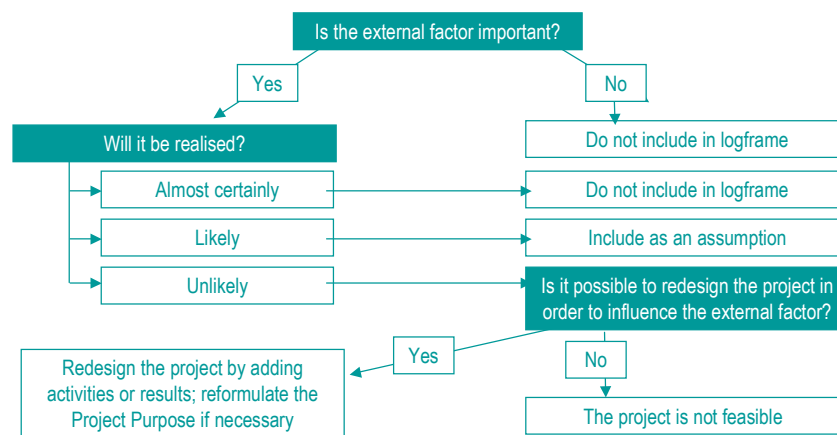 Is the external factor important?
Yes
No
Will it be realised?
Do not include in logframe
Almost certainly
Do not include in logframe
Likely
Include as an assumption
Unlikely
Is it possible to redesign the project in
order to influence the external factor?
Yes
No
Redesign the project by adding
activities or results; reformulate the
Project Purpose if necessary
The project is not feasible